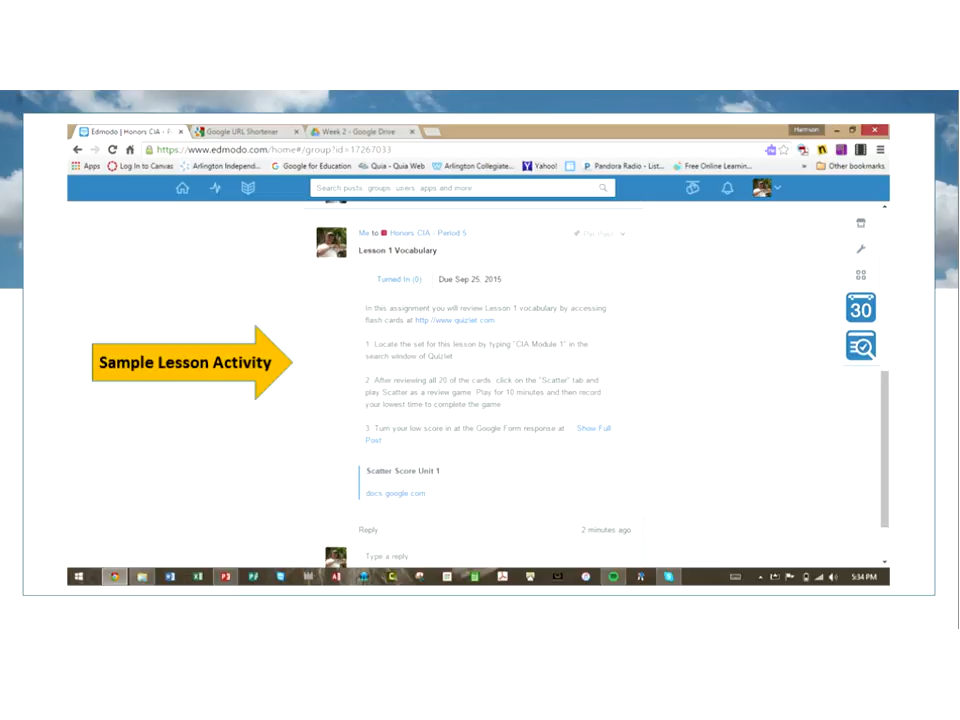 Edmodo | Honors CIA - P
Google URL Shortener
Week 2 - Google Drive
Harrison
https://www.edmodo.com/home#/group?id=17267033
Apps
Log In to Canvas
Arlington Independ...
Google for Education
Quia - Quia Web
Arlington Collegiate...
Yahoo!
Pandora Radio - List...
Free Online Learnin...
Other bookmarks
Search posts groups users apps and more
Me to Honors CIA - Period 5
Lesson 1 Vocabulary
Turned In (0)
Due Sep 25, 2015
In this assignment you will review Lesson 1 vocabulary by accessing
flash cards at http://www.quizlet.com
1. Locate the set for this lesson by typing "CIA Module 1" in the
search window of Quizlet
2. After reviewing all 20 of the cards click on the "Scatter" tab and
play Scatter as a review game. Play for 10 minutes and then record
your lowest time to complete the game
3. Turn your low score in at the Google Form response at Show Full
Post
Scatter Score Unit 1
docs.google.com
Reply
2 minutes ago
Type a reply
30
Sample Lesson Activity
5:34 PM